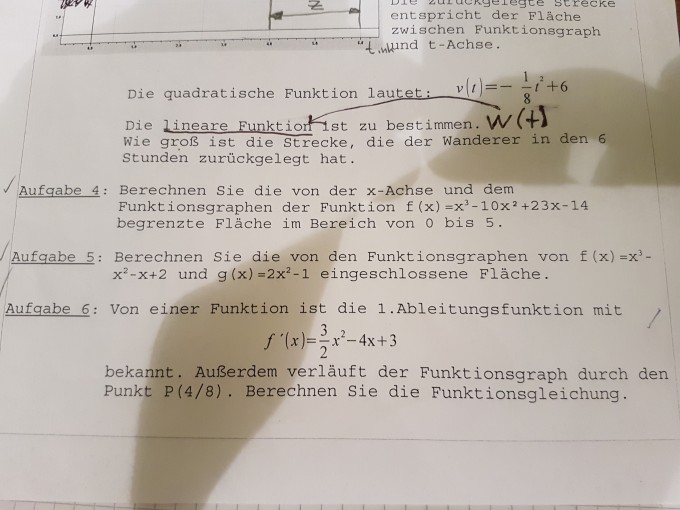 Z
entspricht der Fläche
zwischen Funktionsgraph
und t-Achse.
Die quadratische Funktion lautet: v(t)=- 1/8 t²+6
Die lineare Funktion ist zu bestimmen. W(t)
Wie groß ist die Strecke, die der Wanderer in den 6
Stunden zurückgelegt hat.
Aufgabe 4: Berechnen Sie die von der x-Achse und dem
Funktionsgraphen der Funktion f(x)=x³-10x²+23x-14
begrenzte Fläche im Bereich von 0 bis 5.
Aufgabe 5: Berechnen Sie die von den Funktionsgraphen von f(x)=x³-
x²-x+2 und g(x)=2x²-1 eingeschlossene Fläche.
Aufgabe 6: Von einer Funktion ist die 1.Ableitungsfunktion mit
f´(x)=3/2 x²-4x+3
bekannt. Außerdem verläuft der Funktionsgraph durch den
Punkt P(4/8). Berechnen Sie die Funktionsgleichung.